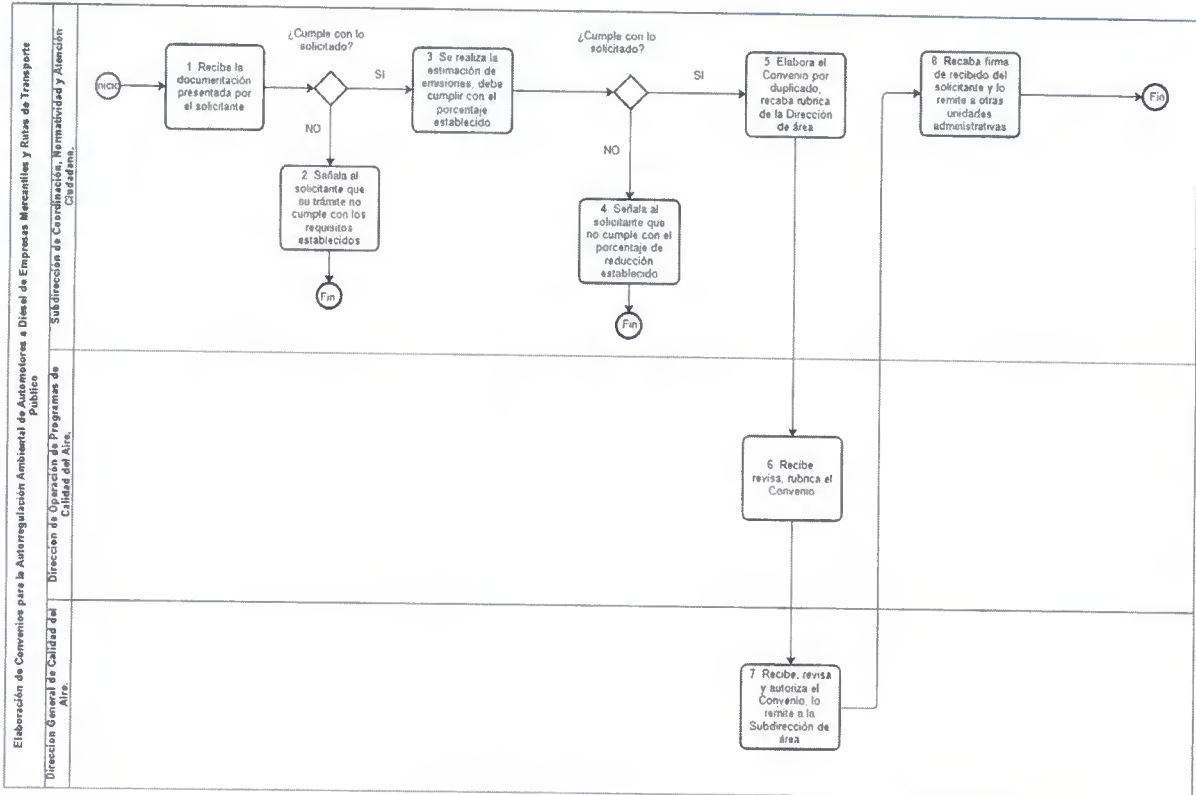 Elaboración de Convenios para la Autorregulación Ambiental de Automotores a Diesel de Empresas Mercantiles y Rutas de Transporte
Público
Subdirección de Coordinación, Normatividad y Atención
Ciudadana.
Inicio
1 Recibe la
documentación
presentada por
el solicitante
¿Cumple con lo
solicitado?
SI
NO
2 Señala al
solicitante que
su trámite no
cumple con los
requisitos
establecidos
Fin
3 Se realiza la
estimación de
emisiones, debe
cumplir con el
porcentaje
establecido
¿Cumple con lo
solicitado?
SI
NO
4 Señala al
solicitante que
no cumple con el
porcentaje de
reducción
establecido
Fin
5 Elabora el
Convenio por
duplicado,
recaba rubrica
de la Dirección
de área
8 Recaba firma
de recibido del
solicitante y lo
remite a otras
unidades
administrativas
Fin
Direccion de Operación de Programas de
Calidad del Aire.
6 Recibe
revisa, rubrica el
Convenio
Direccion General de Calidad del
Aire.
7 Recibe, revisa
y autoriza el
Convenio, lo
remite a la
Subdirección de
área